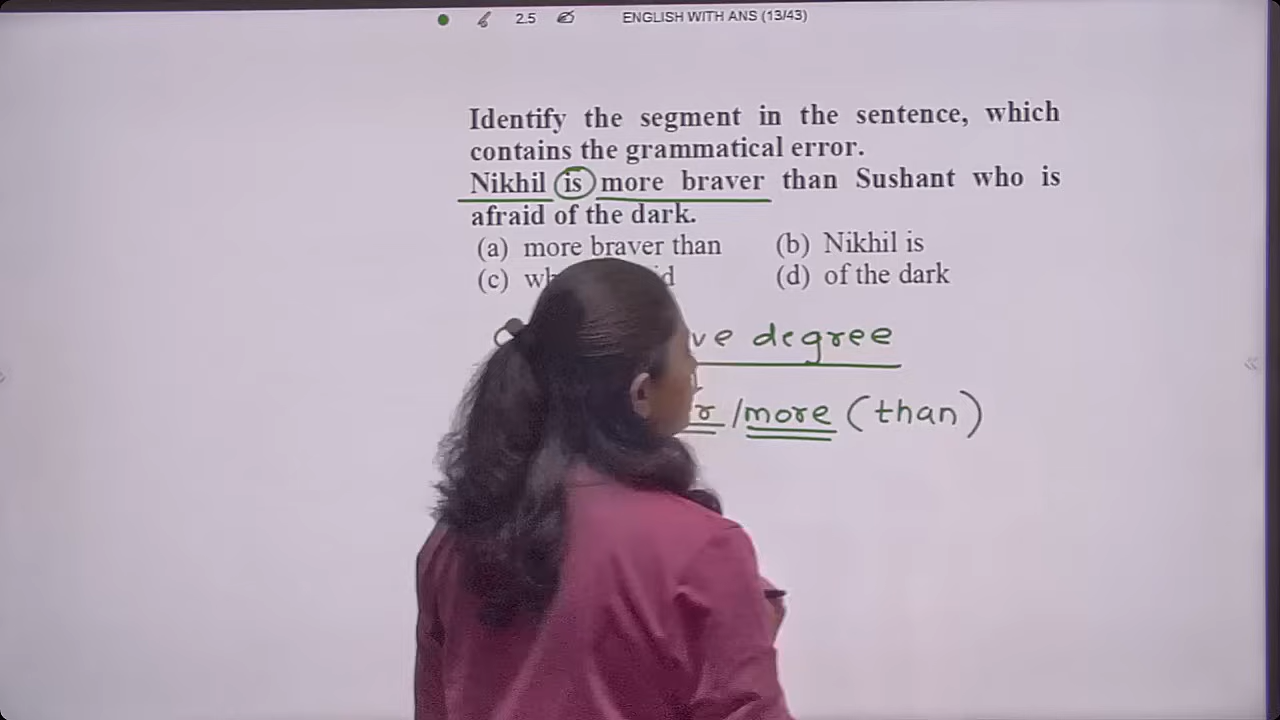 2.5 ENGLISH WITH ANS (13/43)
Identify the segment in the sentence, which
contains the grammatical error.
Nikhil is more braver than Sushant who is
afraid of the dark.
(a) more braver than (b) Nikhil is
(c) (d) of the dark
degree
/more (than)